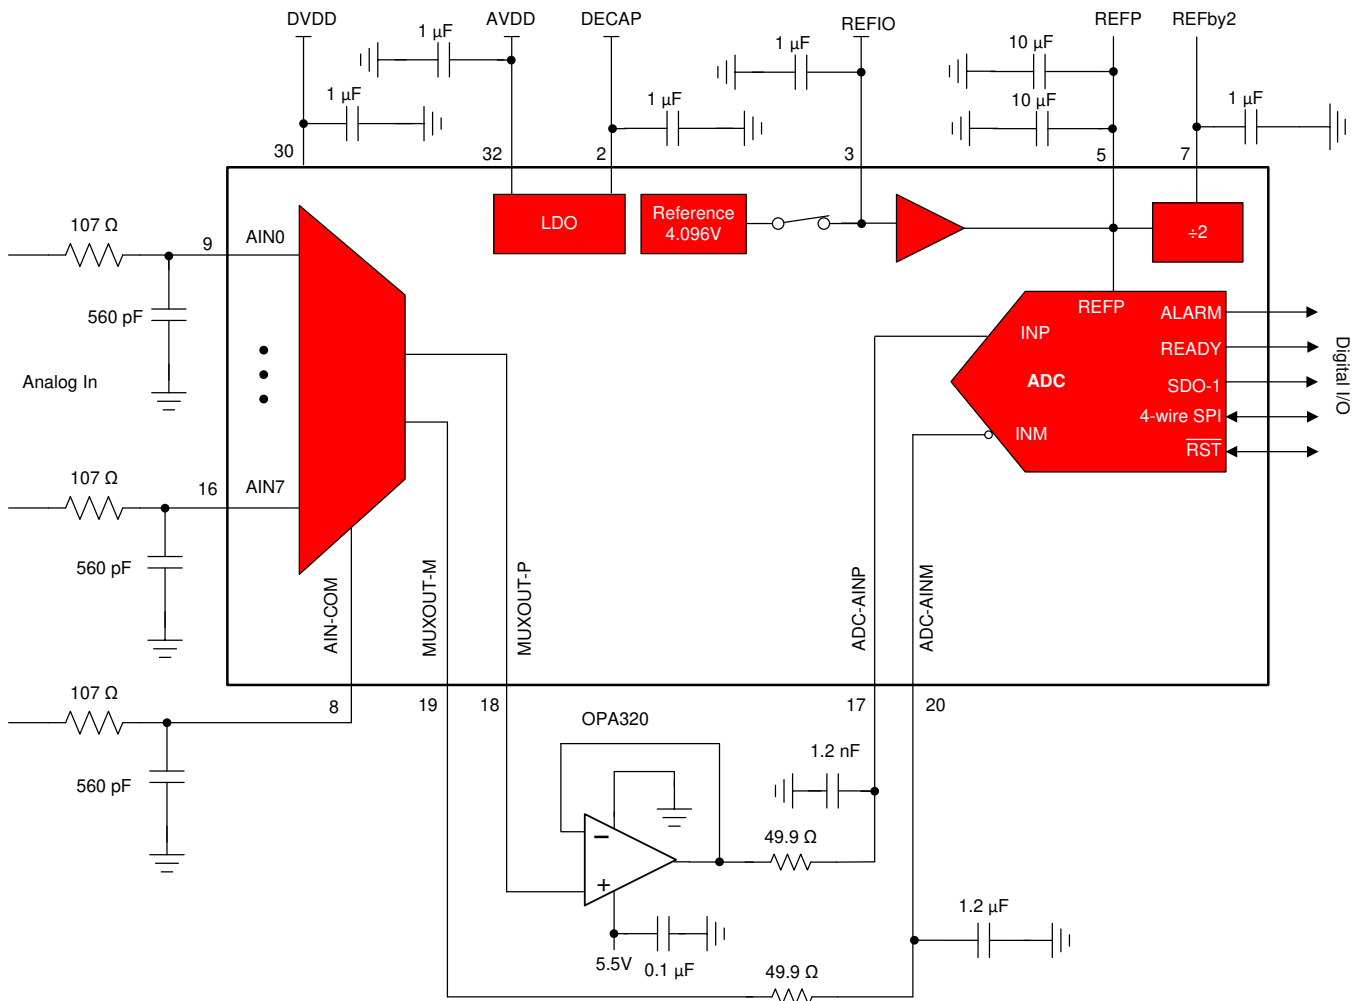 DVDD
AVDD
DECAP
REFIO
REFP
REFby2
1 µF
1 µF
10 µF
1 µF
1 µF
10 µF
1 µF
30
32
2
3
5
7
107 Ω
9
AIN0
LDO
Reference
4.096V
÷2
560 pF
REFP
ALARM
INP
READY
Analog In
ADC
SDO-1
Digital I/O
4-wire SPI
INM
RST
107 Ω
16
AIN7
560 pF
AIN-COM
MUXOUT-M
MUXOUT-P
ADC-AINP
ADC-AINM
107 Ω
8
19
18
OPA320
17
20
560 pF
1.2 nF
49.9 Ω
−
+
1.2 µF
5.5V
0.1 µF
49.9 Ω